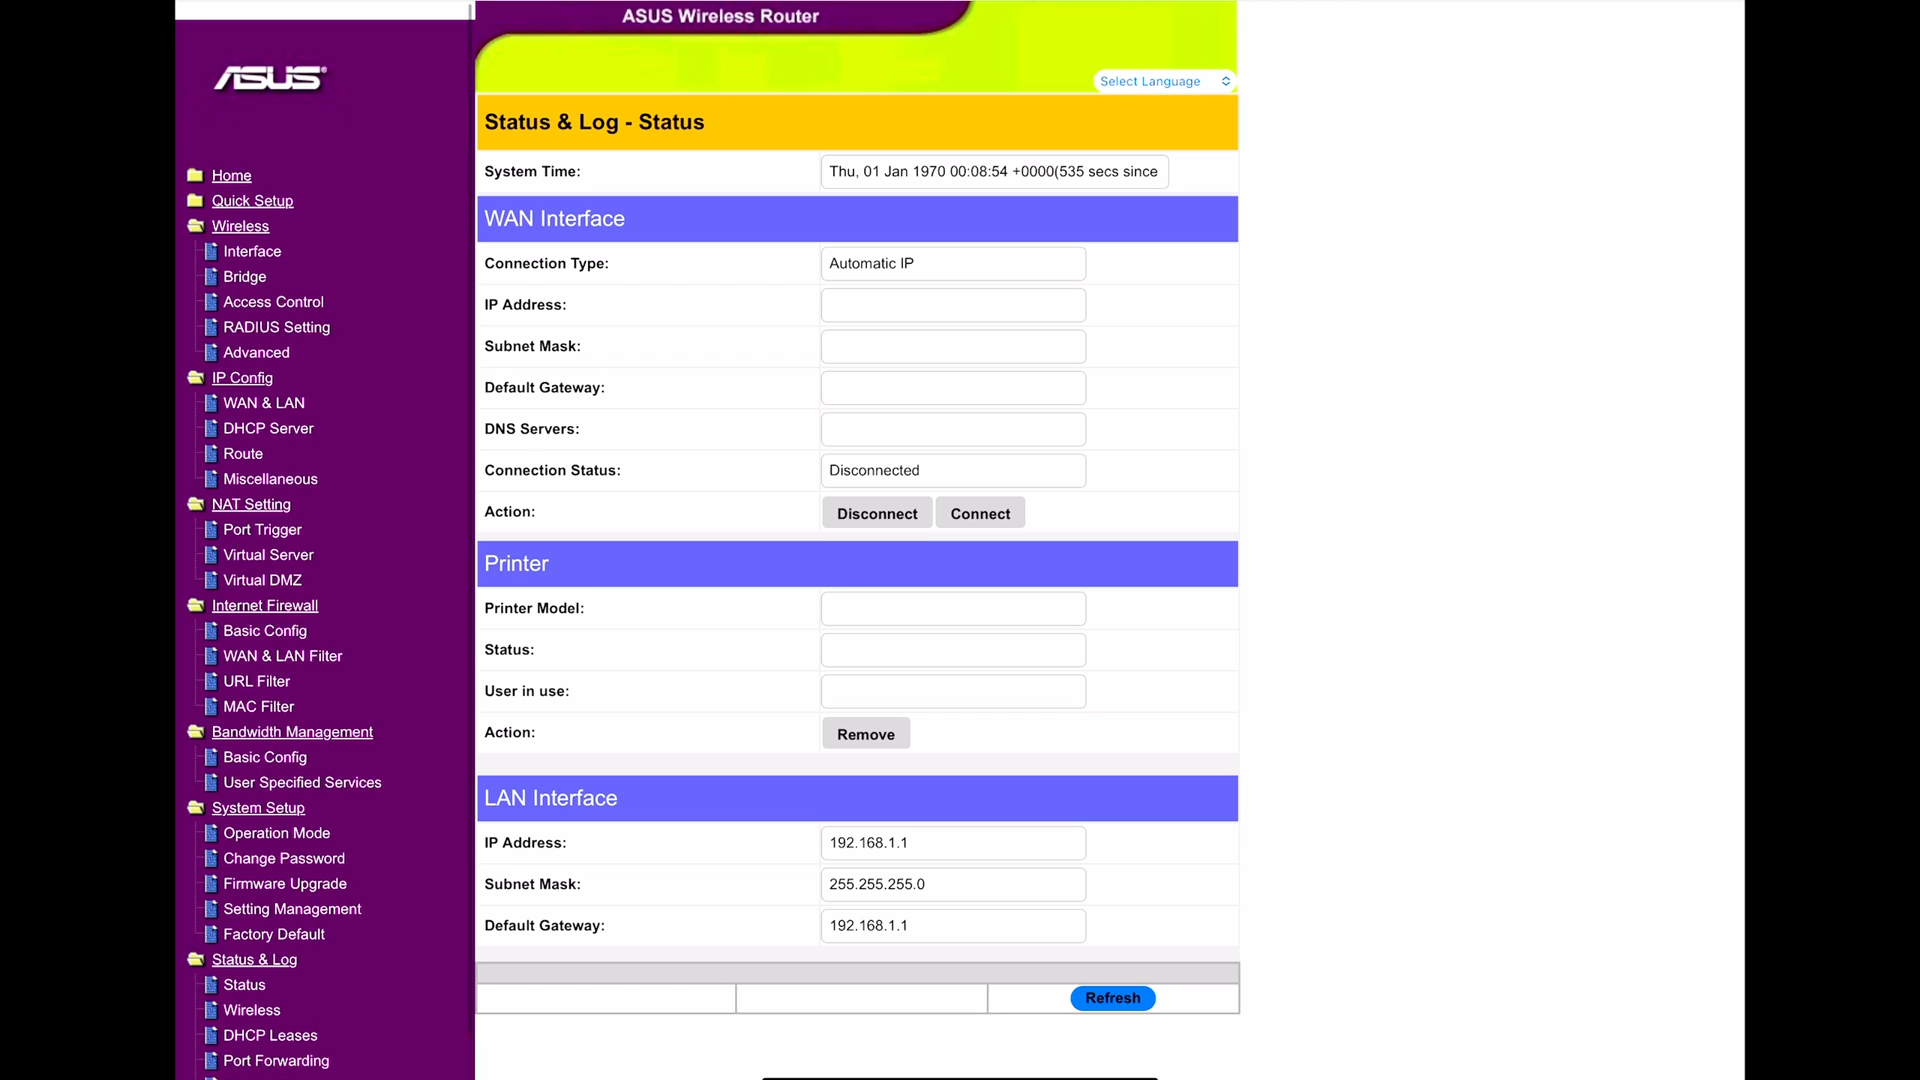 ASUS Wireless Router
ASUS
Select Language
Status & Log - Status
System Time: Thu, 01 Jan 1970 00:08:54 +0000(535 secs since
WAN Interface
Connection Type: Automatic IP
IP Address:
Subnet Mask:
Default Gateway:
DNS Servers:
Connection Status: Disconnected
Action: Disconnect Connect
Printer
Printer Model:
Status:
User in use:
Action: Remove
LAN Interface
IP Address: 192.168.1.1
Subnet Mask: 255.255.255.0
Default Gateway: 192.168.1.1
Refresh
Home
Quick Setup
Wireless
Interface
Bridge
Access Control
RADIUS Setting
Advanced
IP Config
WAN & LAN
DHCP Server
Route
Miscellaneous
NAT Setting
Port Trigger
Virtual Server
Virtual DMZ
Internet Firewall
Basic Config
WAN & LAN Filter
URL Filter
MAC Filter
Bandwidth Management
Basic Config
User Specified Services
System Setup
Operation Mode
Change Password
Firmware Upgrade
Setting Management
Factory Default
Status & Log
Status
Wireless
DHCP Leases
Port Forwarding